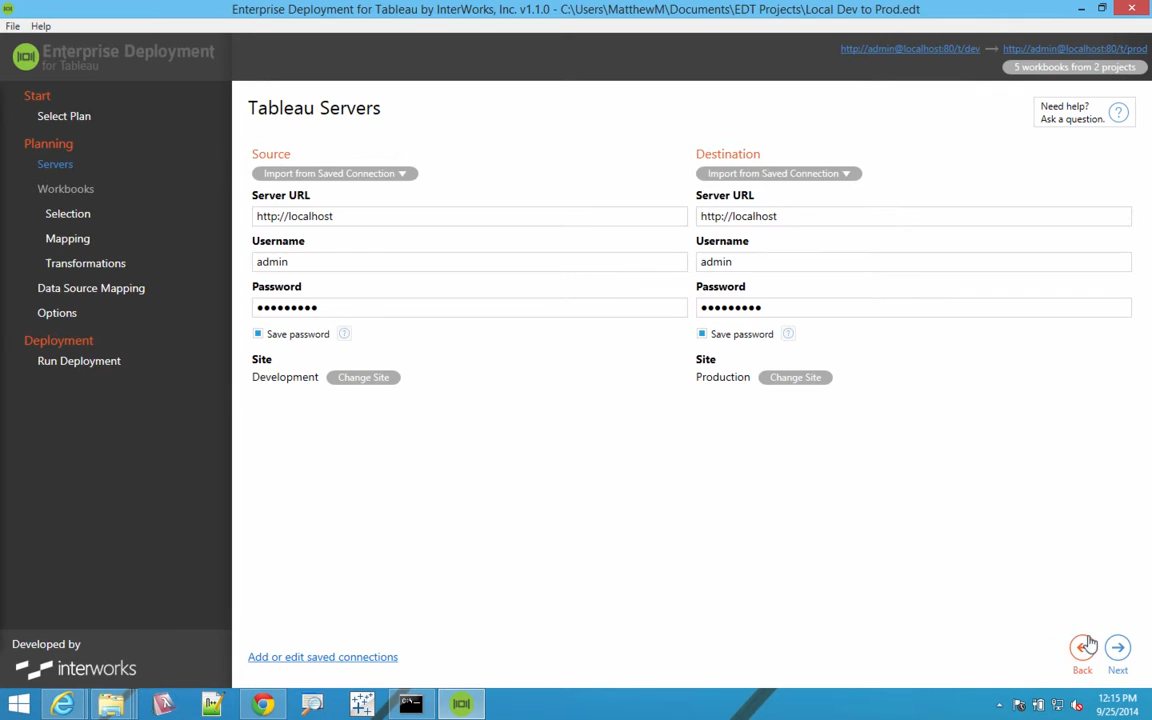 Enterprise Deployment for Tableau by InterWorks, Inc. v1.1.0 - C:\Users\MatthewM\Documents\EDT Projects\Local Dev to Prod.edt
File Help
Enterprise Deployment
for Tableau
http://admin@localhost:80/t/dev → http://admin@localhost:80/t/prod
5 workbooks from 2 projects
Start
Select Plan
Planning
Servers
Workbooks
Selection
Mapping
Transformations
Data Source Mapping
Options
Deployment
Run Deployment
Developed by
interworks
Tableau Servers
Need help?
Ask a question. ?
Source
Import from Saved Connection ▼
Server URL
http://localhost
Username
admin
Password
●●●●●●●●●
Save password ?
Site
Development Change Site
Destination
Import from Saved Connection ▼
Server URL
http://localhost
Username
admin
Password
●●●●●●●●●
Save password ?
Site
Production Change Site
Add or edit saved connections
Back Next
12:15 PM
9/25/2014